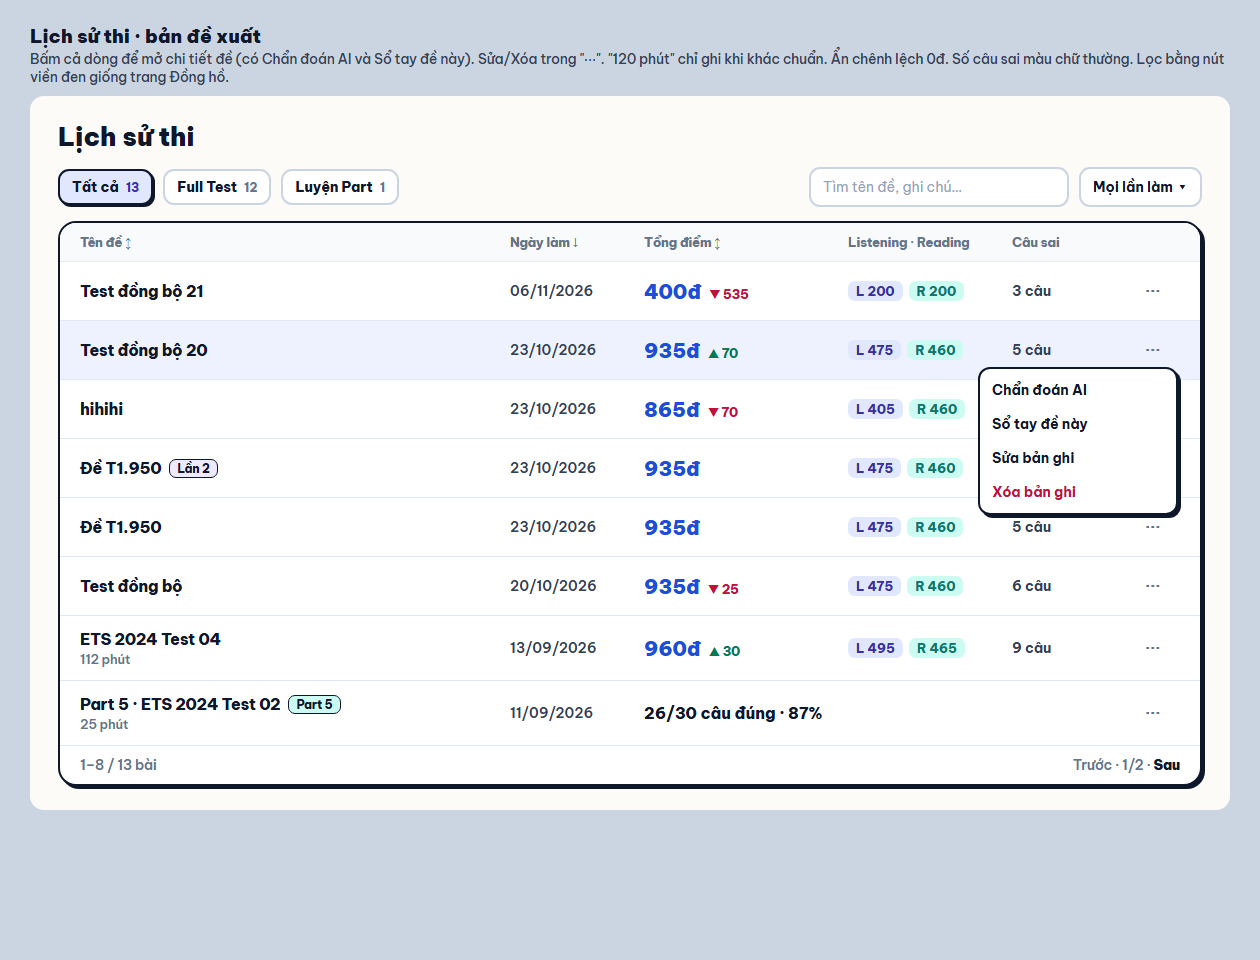 Lịch sử thi · bản đề xuất
Bấm cả dòng để mở chi tiết đề (có Chẩn đoán AI và Sổ tay đề này). Sửa/Xóa trong "···". "120 phút" chỉ ghi khi khác chuẩn. Ẩn chênh lệch 0đ. Số câu sai màu chữ thường. Lọc bằng nút
viền đen giống trang Đồng hồ.
Lịch sử thi
Tất cả 13 Full Test 12 Luyện Part 1 Tìm tên đề, ghi chú... Mọi lần làm ▾
Tên đề ↕ Ngày làm ↓ Tổng điểm ↕ Listening · Reading Câu sai
Test đồng bộ 21 06/11/2026 400đ ▼ 535 L 200 R 200 3 câu ···
Test đồng bộ 20 23/10/2026 935đ ▲ 70 L 475 R 460 5 câu ···
Chẩn đoán AI
hihihi 23/10/2026 865đ ▼ 70 L 405 R 460
Sổ tay đề này
Sửa bản ghi
Đề T1.950 Lần 2 23/10/2026 935đ L 475 R 460
Xóa bản ghi
Đề T1.950 23/10/2026 935đ L 475 R 460 5 câu ···
Test đồng bộ 20/10/2026 935đ ▼ 25 L 475 R 460 6 câu ···
ETS 2024 Test 04 13/09/2026 960đ ▲ 30 L 495 R 465 9 câu ···
112 phút
Part 5 · ETS 2024 Test 02 Part 5 11/09/2026 26/30 câu đúng · 87% ···
25 phút
1–8 / 13 bài Trước · 1/2 · Sau